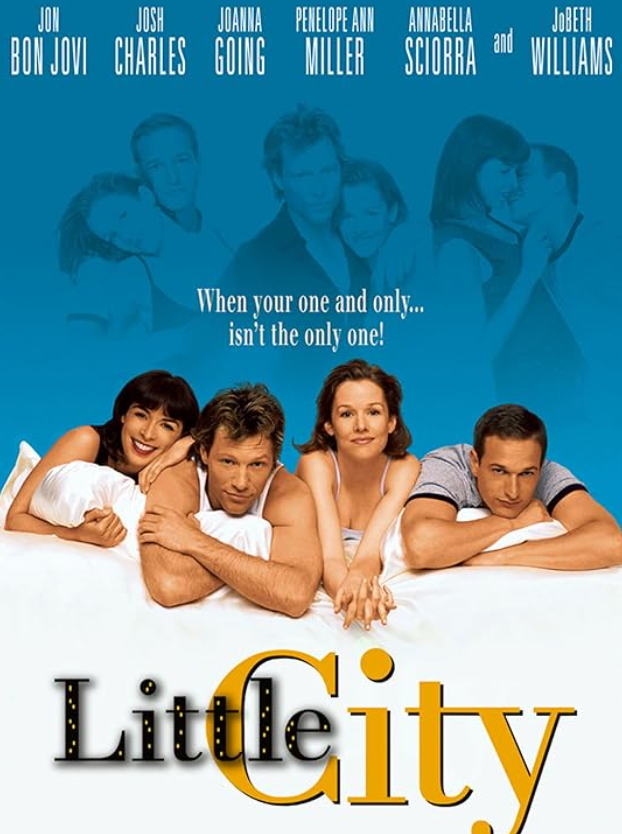 JON JOSH JOANNA PENELOPE ANN ANNABELLA JOBETH
BON JOVI CHARLES GOING MILLER SCIORRA and WILLIAMS
When your one and only...
isn't the only one!
Little City